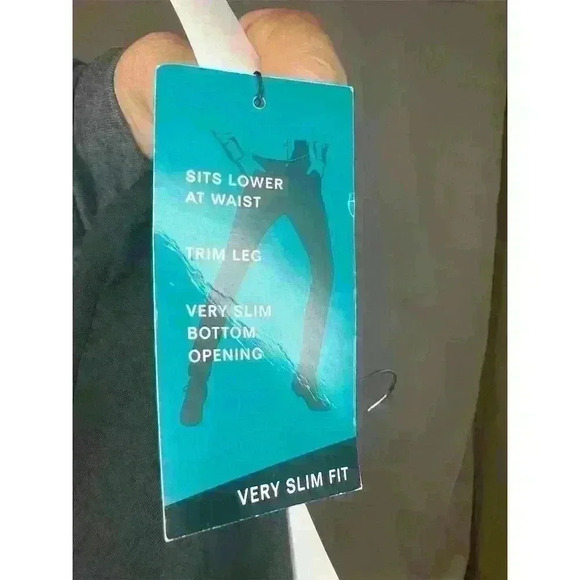 SITS LOWER
AT WAIST
TRIM LEG
VERY SLIM
BOTTOM
OPENING
VERY SLIM FIT